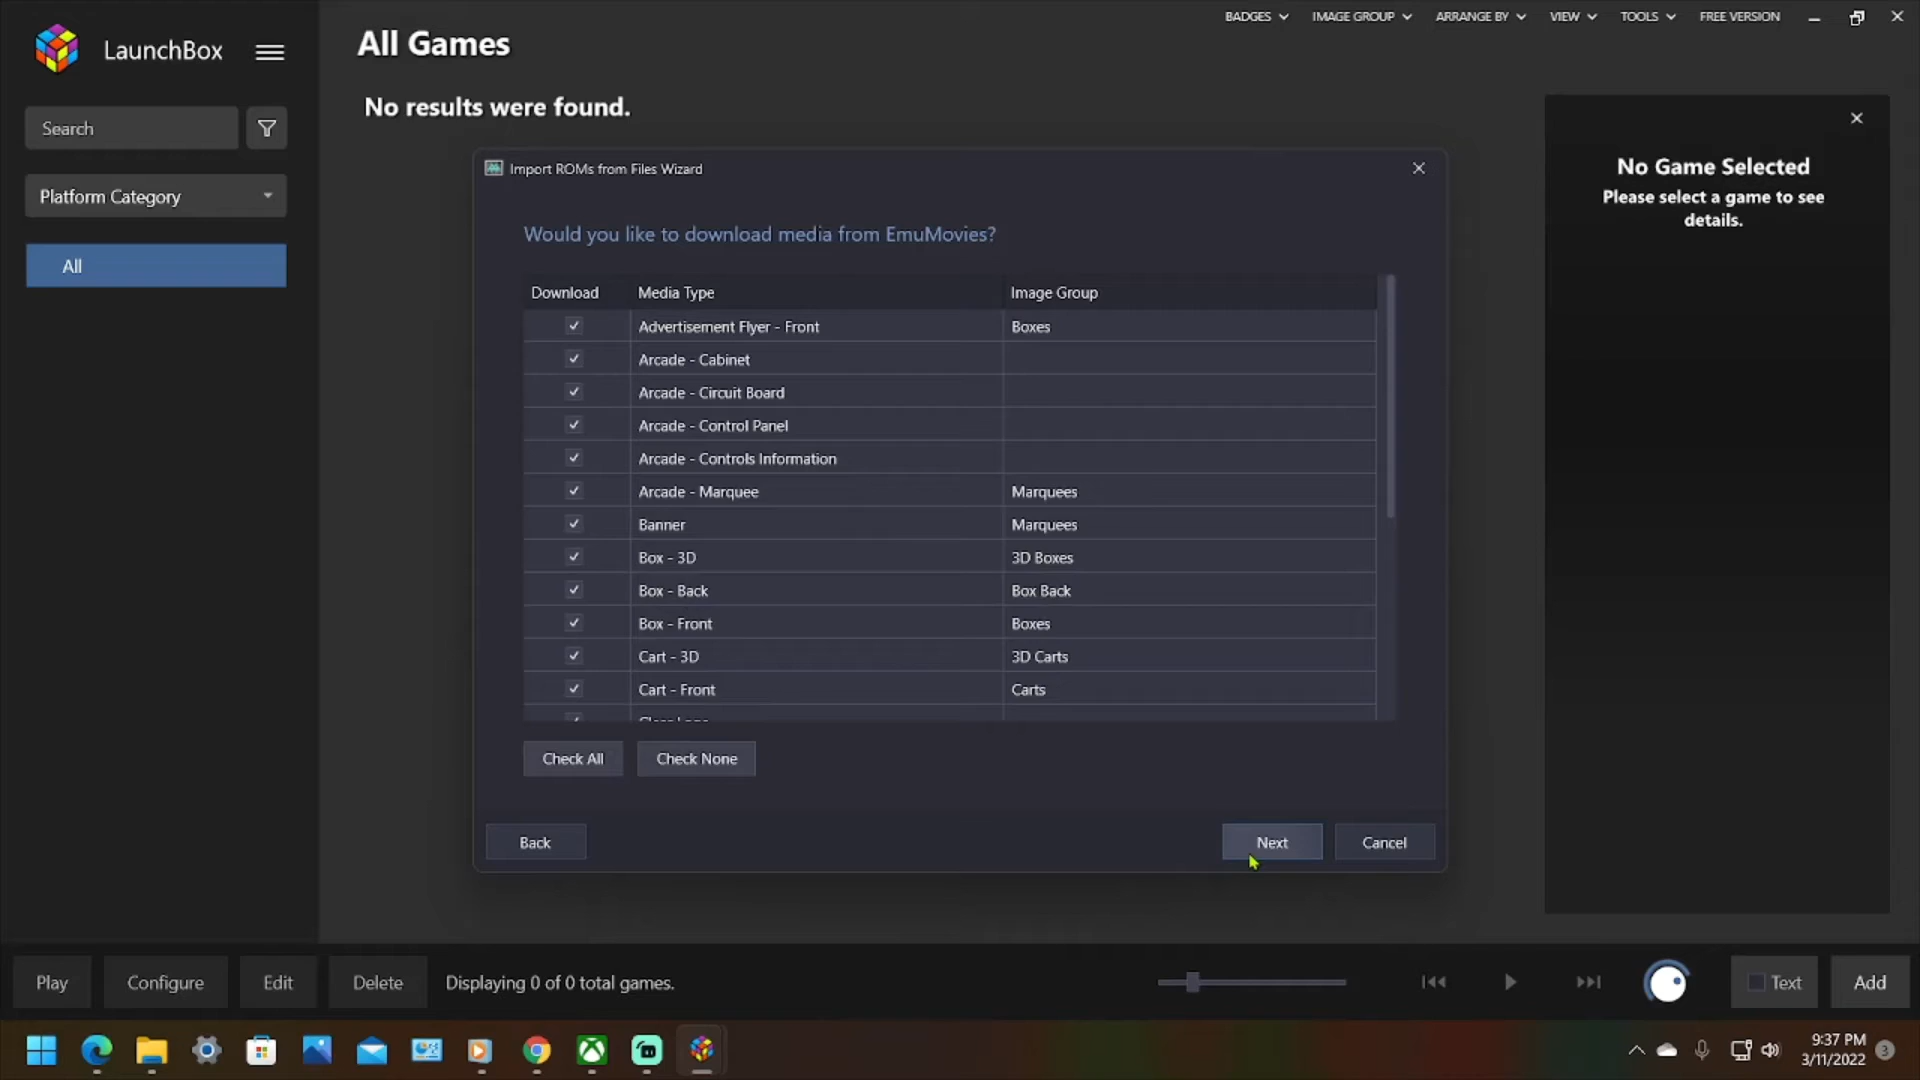 LaunchBox
All Games
BADGES
IMAGE GROUP
ARRANGE BY
VIEW
TOOLS
FREE VERSION
Search
Platform Category
All
No results were found.
Import ROMs from Files Wizard
Would you like to download media from EmuMovies?
Download Media Type Image Group
Advertisement Flyer - Front Boxes
Arcade - Cabinet
Arcade - Circuit Board
Arcade - Control Panel
Arcade - Controls Information
Arcade - Marquee Marquees
Banner Marquees
Box - 3D 3D Boxes
Box - Back Box Back
Box - Front Boxes
Cart - 3D 3D Carts
Cart - Front Carts
Check All Check None
Back Next Cancel
No Game Selected
Please select a game to see
details.
Play Configure Edit Delete Displaying 0 of 0 total games. Text Add
9:37 PM
3/11/2022
3